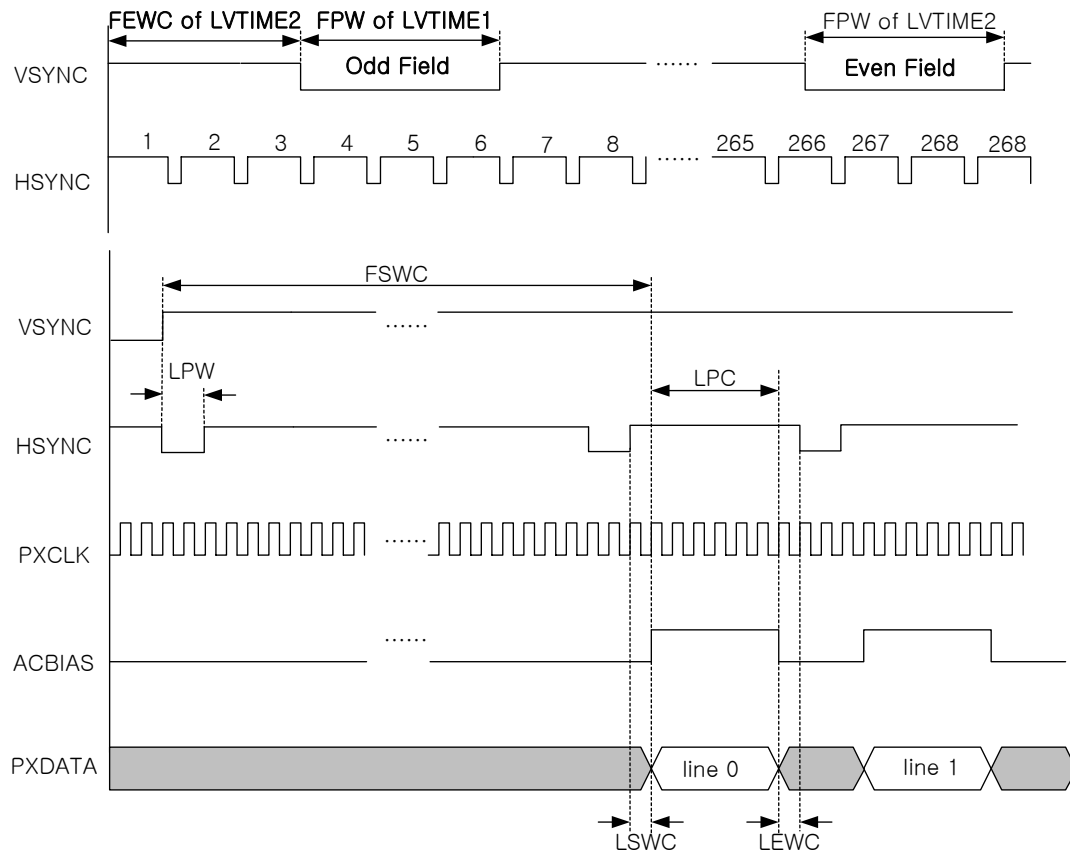 FEWC of LVTIME2 FPW of LVTIME1 FPW of LVTIME2
VSYNC Odd Field ...... Even Field
1 2 3 4 5 6 7 8 265 266 267 268 268
HSYNC ......
FSWC
VSYNC ......
LPW LPC
HSYNC ......
PXCLK ......
ACBIAS ......
PXDATA line 0 line 1
LSWC LEWC